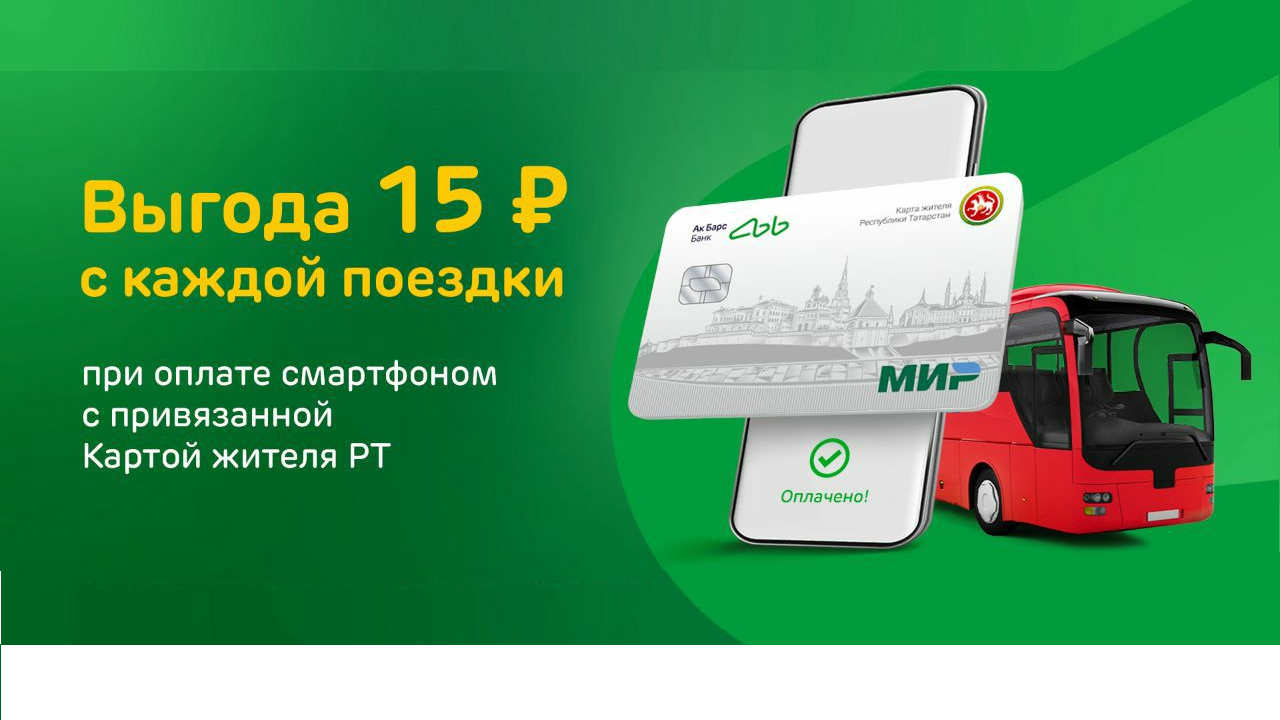 Выгода 15 ₽
с каждой поездки
при оплате смартфоном
с привязанной
Картой жителя РТ
Ак Барс
Банк
Карта жителя
Республики Татарстан
МИР
Оплачено!